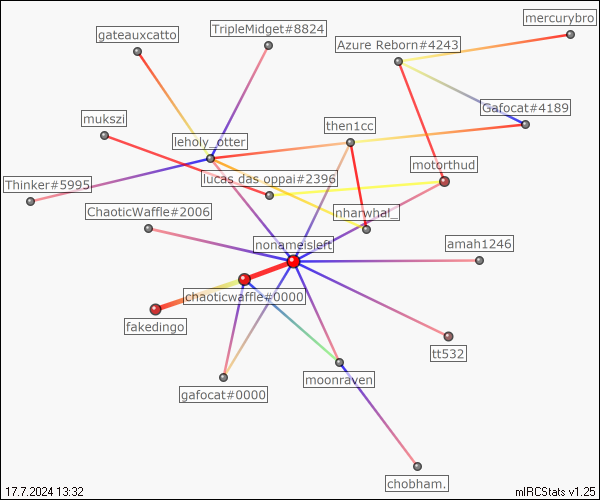 mercurybro
TripleMidget#8824
gateauxcatto
Azure Reborn#4243
Gafocat#4189
mukszi
then1cc
leholy_otter
motorthud
lucas das oppai#2396
Thinker#5995
ChaoticWaffle#2006
nharwhal_
nonameisleft
amah1246
chaoticwaffle#0000
fakedingo
tt532
moonraven
gafocat#0000
chobham.
17.7.2024 13:32
mIRCStats v1.25